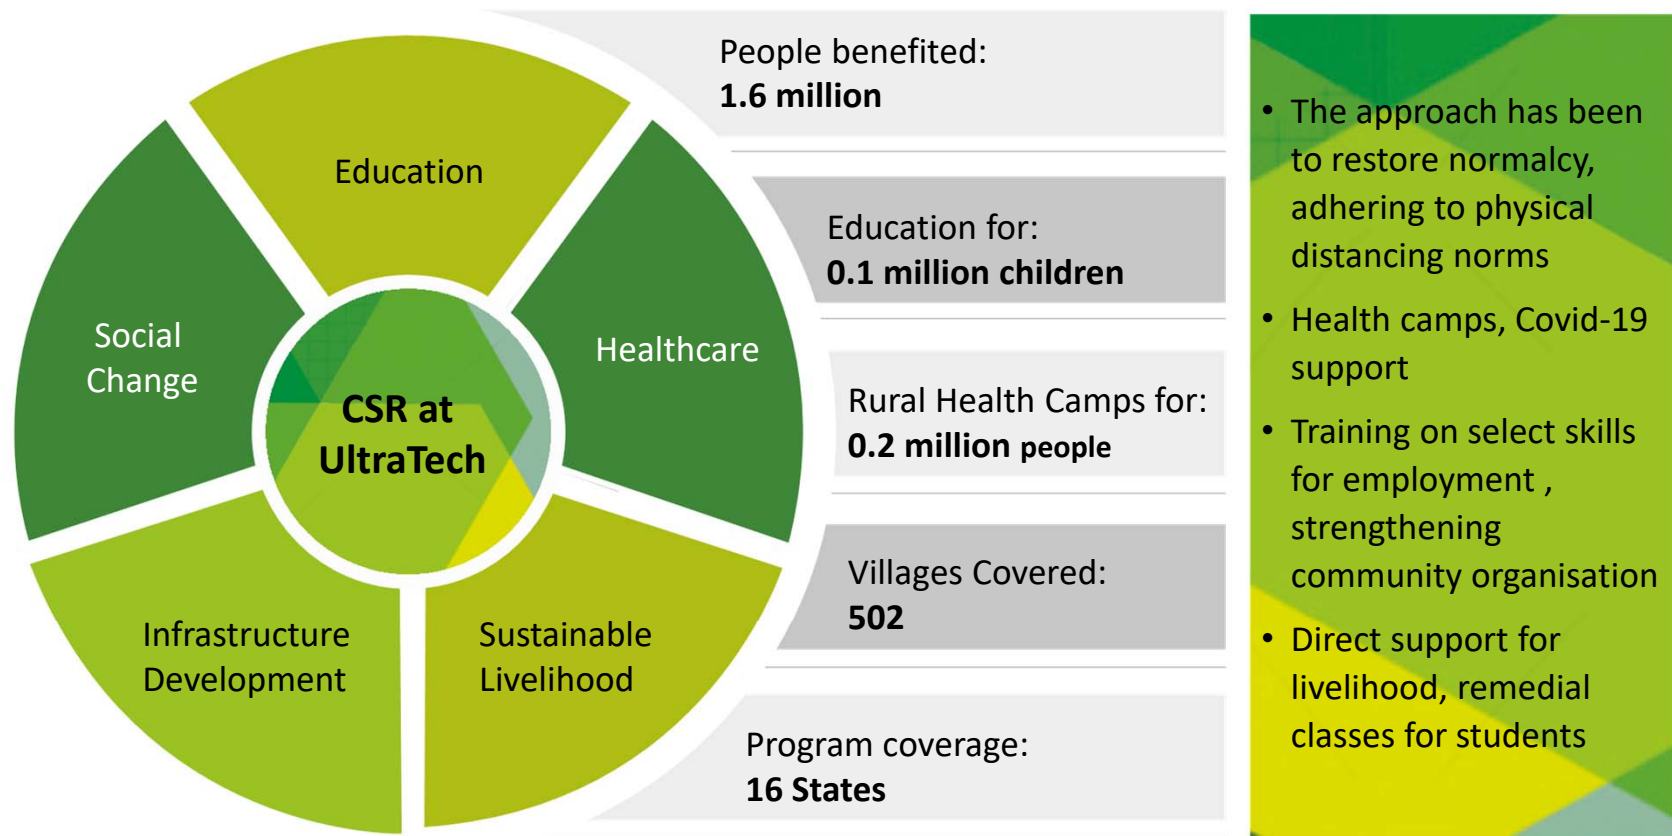 Education
Healthcare
Sustainable
Livelihood
Infrastructure
Development
Social
Change
CSR at
UltraTech
People benefited:
1.6 million
Education for:
0.1 million children
Rural Health Camps for:
0.2 million people
Villages Covered:
502
Program coverage:
16 States
• The approach has been
to restore normalcy,
adhering to physical
distancing norms
• Health camps, Covid-19
support
• Training on select skills
for employment ,
strengthening
community organisation
• Direct support for
livelihood, remedial
classes for students